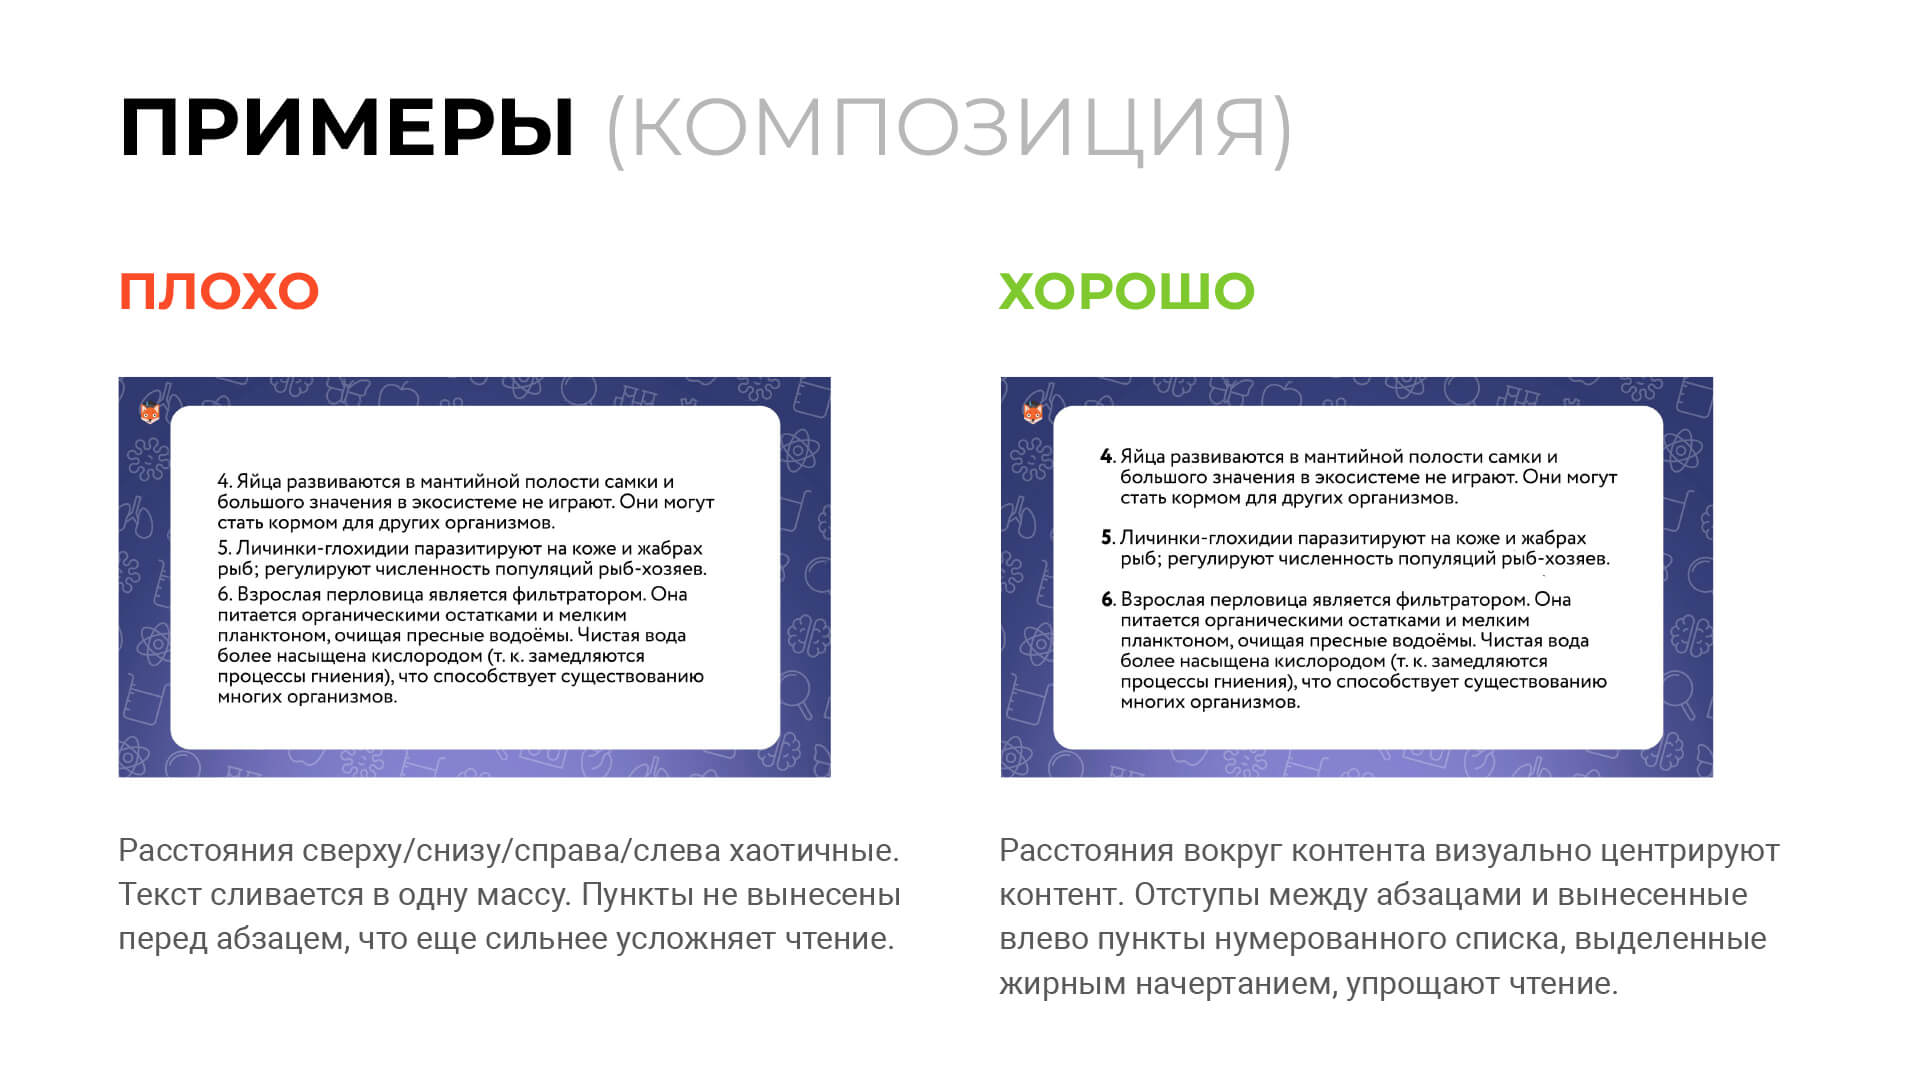 ПРИМЕРЫ (КОМПОЗИЦИЯ)
ПЛОХО
4. Яйца развиваются в мантийной полости самки и
большого значения в экосистеме не играют. Они могут
стать кормом для других организмов.
5. Личинки-глохидии паразитируют на коже и жабрах
рыб; регулируют численность популяций рыб-хозяев.
6. Взрослая перловица является фильтратором. Она
питается органическими остатками и мелким
планктоном, очищая пресные водоёмы. Чистая вода
более насыщена кислородом (т. к. замедляются
процессы гниения), что способствует существованию
многих организмов.
Расстояния сверху/снизу/справа/слева хаотичные.
Текст сливается в одну массу. Пункты не вынесены
перед абзацем, что еще сильнее усложняет чтение.
ХОРОШО
4. Яйца развиваются в мантийной полости самки и
большого значения в экосистеме не играют. Они могут
стать кормом для других организмов.
5. Личинки-глохидии паразитируют на коже и жабрах
рыб; регулируют численность популяций рыб-хозяев.
6. Взрослая перловица является фильтратором. Она
питается органическими остатками и мелким
планктоном, очищая пресные водоёмы. Чистая вода
более насыщена кислородом (т. к. замедляются
процессы гниения), что способствует существованию
многих организмов.
Расстояния вокруг контента визуально центрируют
контент. Отступы между абзацами и вынесенные
влево пункты нумерованного списка, выделенные
жирным начертанием, упрощают чтение.